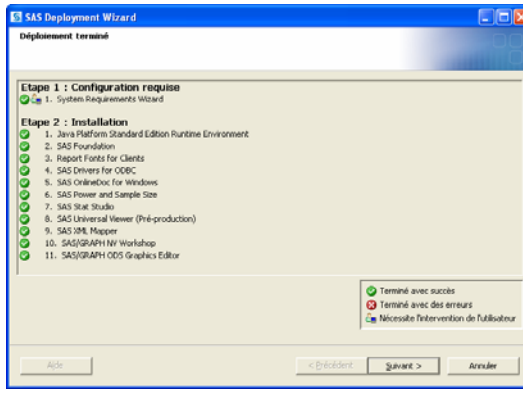 SAS Deployment Wizard
Déploiement terminé
Etape 1 : Configuration requise
1. System Requirements Wizard
Etape 2 : Installation
1. Java Platform Standard Edition Runtime Environment
2. SAS Foundation
3. Report Fonts for Clients
4. SAS Drivers for ODBC
5. SAS OnlineDoc for Windows
6. SAS Power and Sample Size
7. SAS Stat Studio
8. SAS Universal Viewer (Pré-production)
9. SAS XML Mapper
10. SAS/GRAPH NV Workshop
11. SAS/GRAPH ODS Graphics Editor
Terminé avec succès
Terminé avec des erreurs
Nécessite l'intervention de l'utilisateur
Aide
< Précédent
Suivant >
Annuler